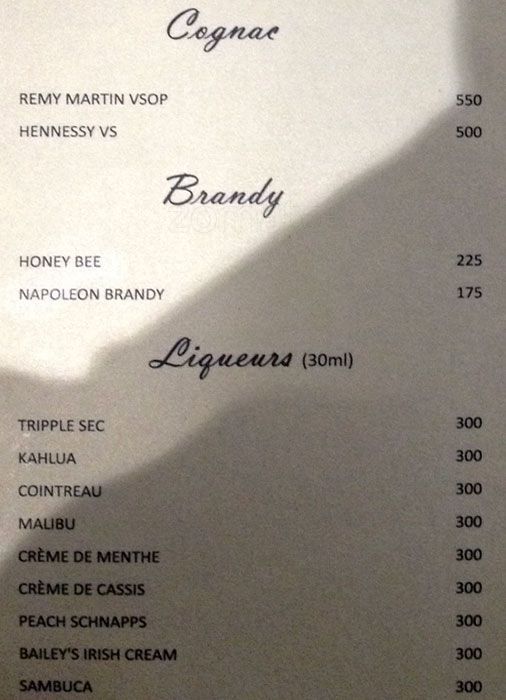 Cognac
REMY MARTIN VSOP 550
HENNESSY VS 500
Brandy
HONEY BEE 225
NAPOLEON BRANDY 175
Liqueurs (30ml)
TRIPPLE SEC 300
KAHLUA 300
COINTREAU 300
MALIBU 300
CRÈME DE MENTHE 300
CRÈME DE CASSIS 300
PEACH SCHNAPPS 300
BAILEY'S IRISH CREAM 300
SAMBUCA 300